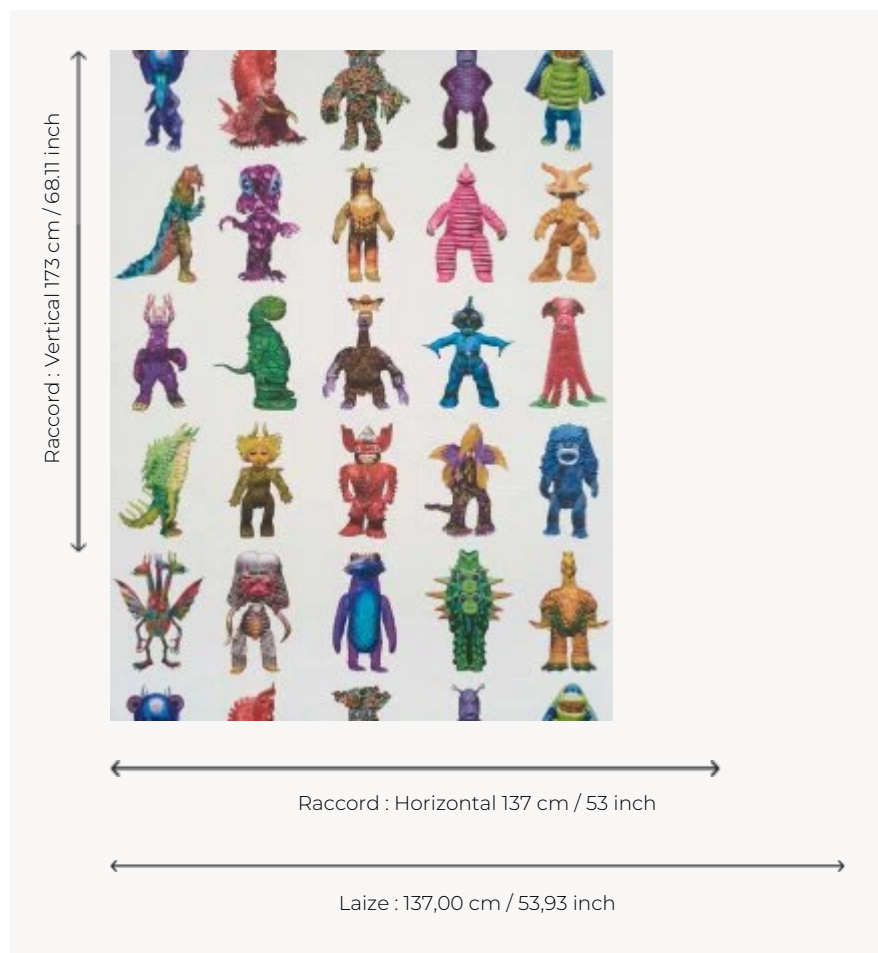 Raccord : Vertical 173 cm / 68.11 inch
Raccord : Horizontal 137 cm / 53 inch
Laize : 137,00 cm / 53,93 inch